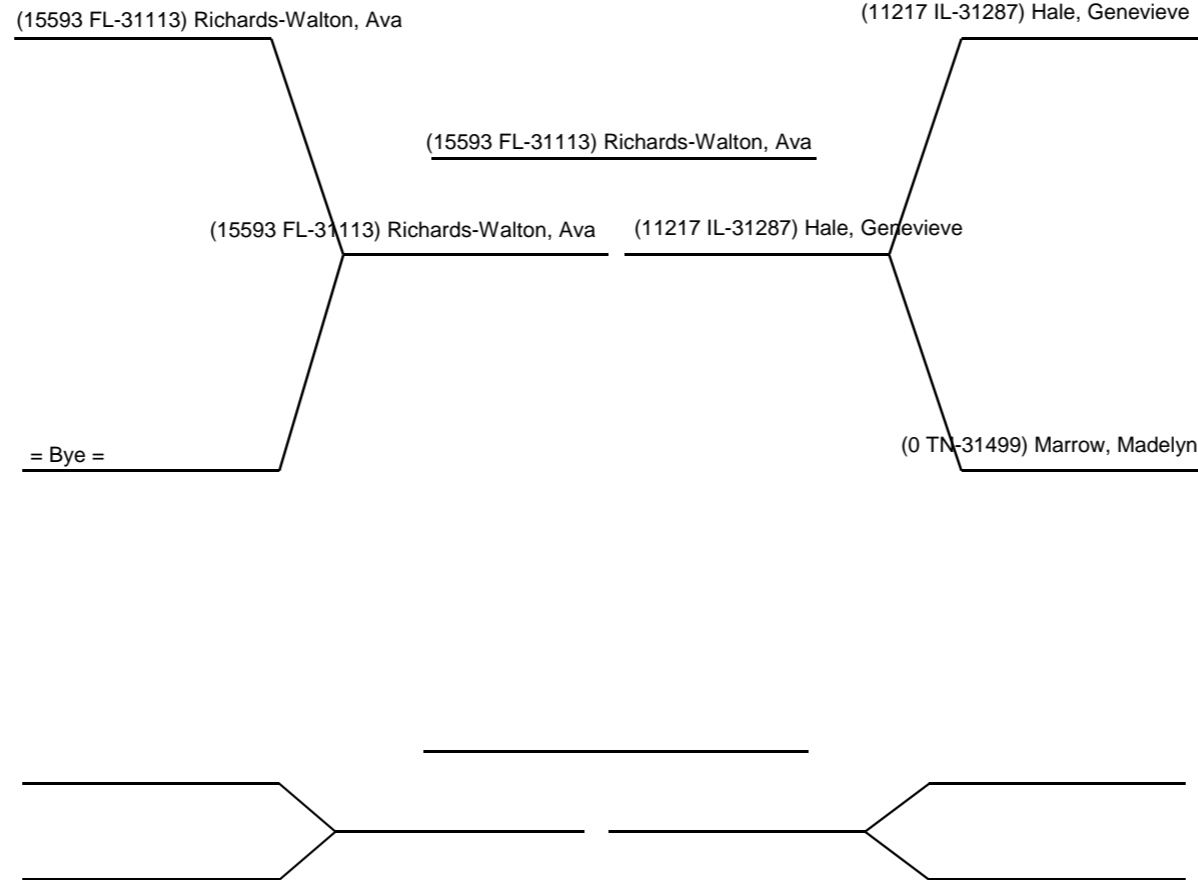 (15593 FL-31113) Richards-Walton, Ava
(11217 IL-31287) Hale, Genevieve
(15593 FL-31113) Richards-Walton, Ava
(15593 FL-31113) Richards-Walton, Ava
(11217 IL-31287) Hale, Genevieve
= Bye =
(0 TN-31499) Marrow, Madelyn